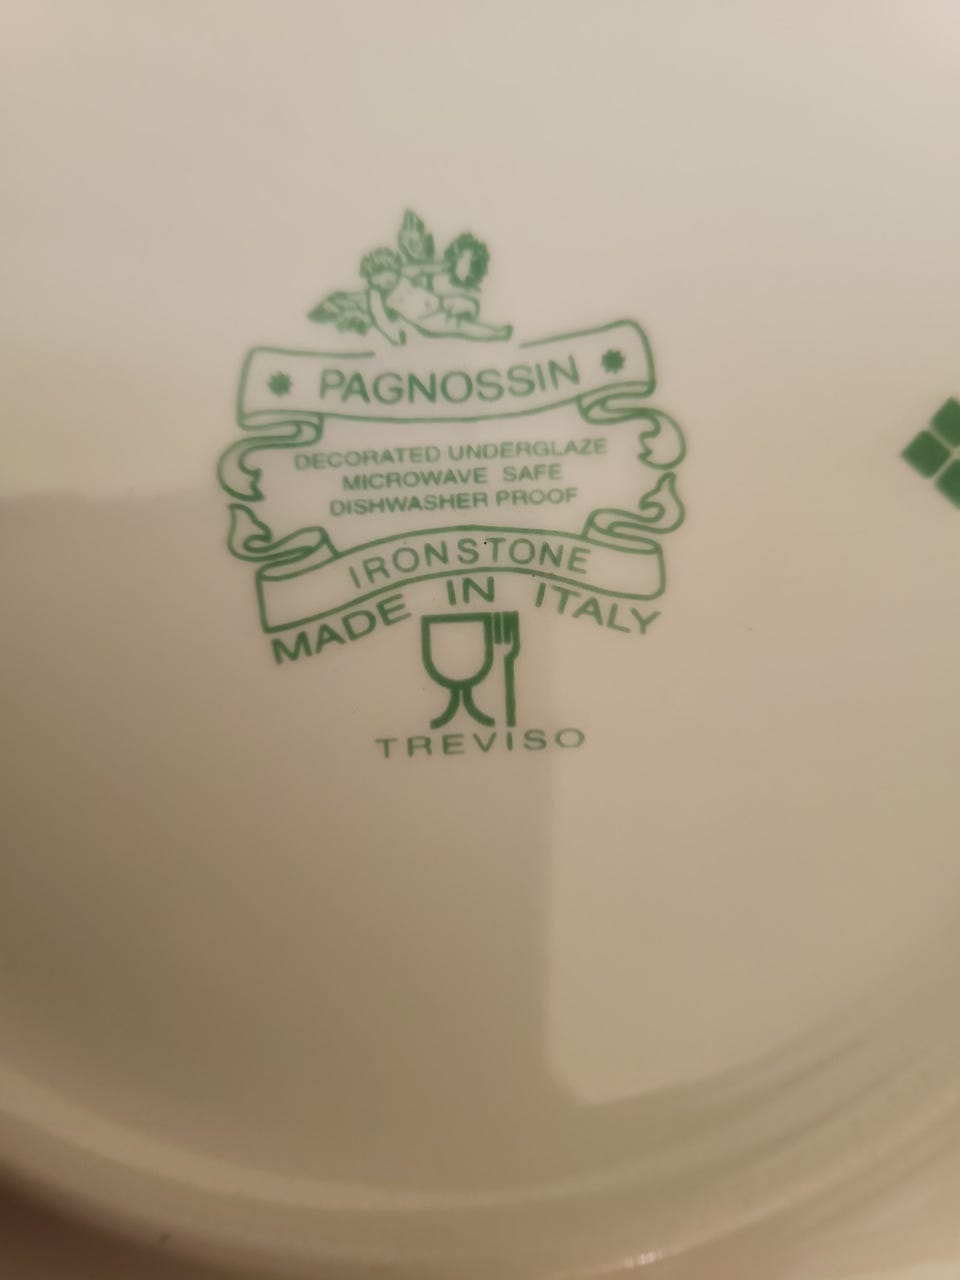 PAGNOSSIN
DECORATED UNDERGLAZE
MICROWAVE SAFE
DISHWASHER PROOF
IRONSTONE
MADE IN ITALY
TREVISO